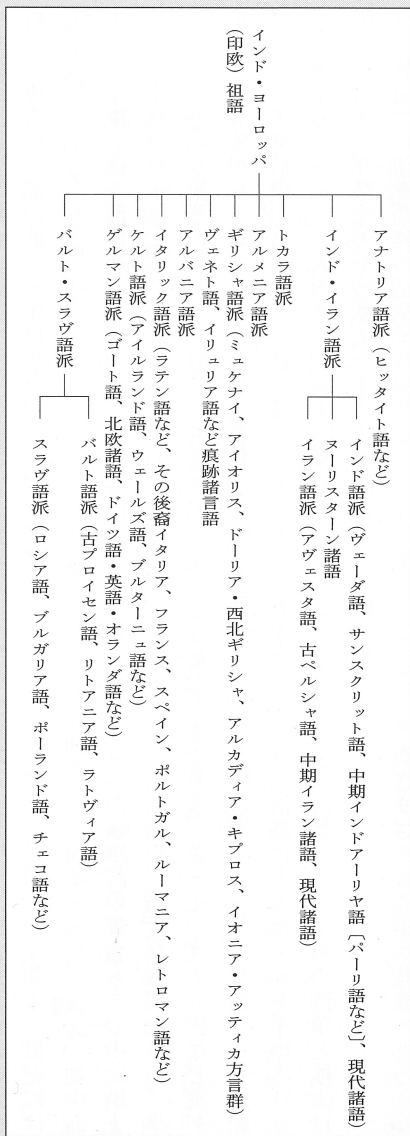 インド・ヨーロッパ
（印欧）祖語
アナトリア語派（ヒッタイト語など）
インド・イラン語派
インド語派（ヴェーダ語、サンスクリット語、中期インドアーリヤ語〔パーリ語など〕、現代諸語）
ヌーリスターン諸語
イラン語派（アヴェスタ語、古ペルシャ語、中期イラン諸語、現代諸語）
トカラ語派
アルメニア語派
ギリシャ語派（ミュケナイ、アイオリス、ドーリア・西北ギリシャ、アルカディア・キプロス、イオニア・アッティカ方言群）
ヴェネト語、イリュリア語など痕跡諸言語
アルバニア語派
イタリック語派（ラテン語など、その後裔イタリア、フランス、スペイン、ポルトガル、ルーマニア、レトロマン語など）
ケルト語派（アイルランド語、ウェールズ語、ブルターニュ語など）
ゲルマン語派（ゴート語、北欧諸語、ドイツ語・英語・オランダ語など）
バルト・スラヴ語派
バルト語派（古プロイセン語、リトアニア語、ラトヴィア語）
スラヴ語派（ロシア語、ブルガリア語、ポーランド語、チェコ語など）